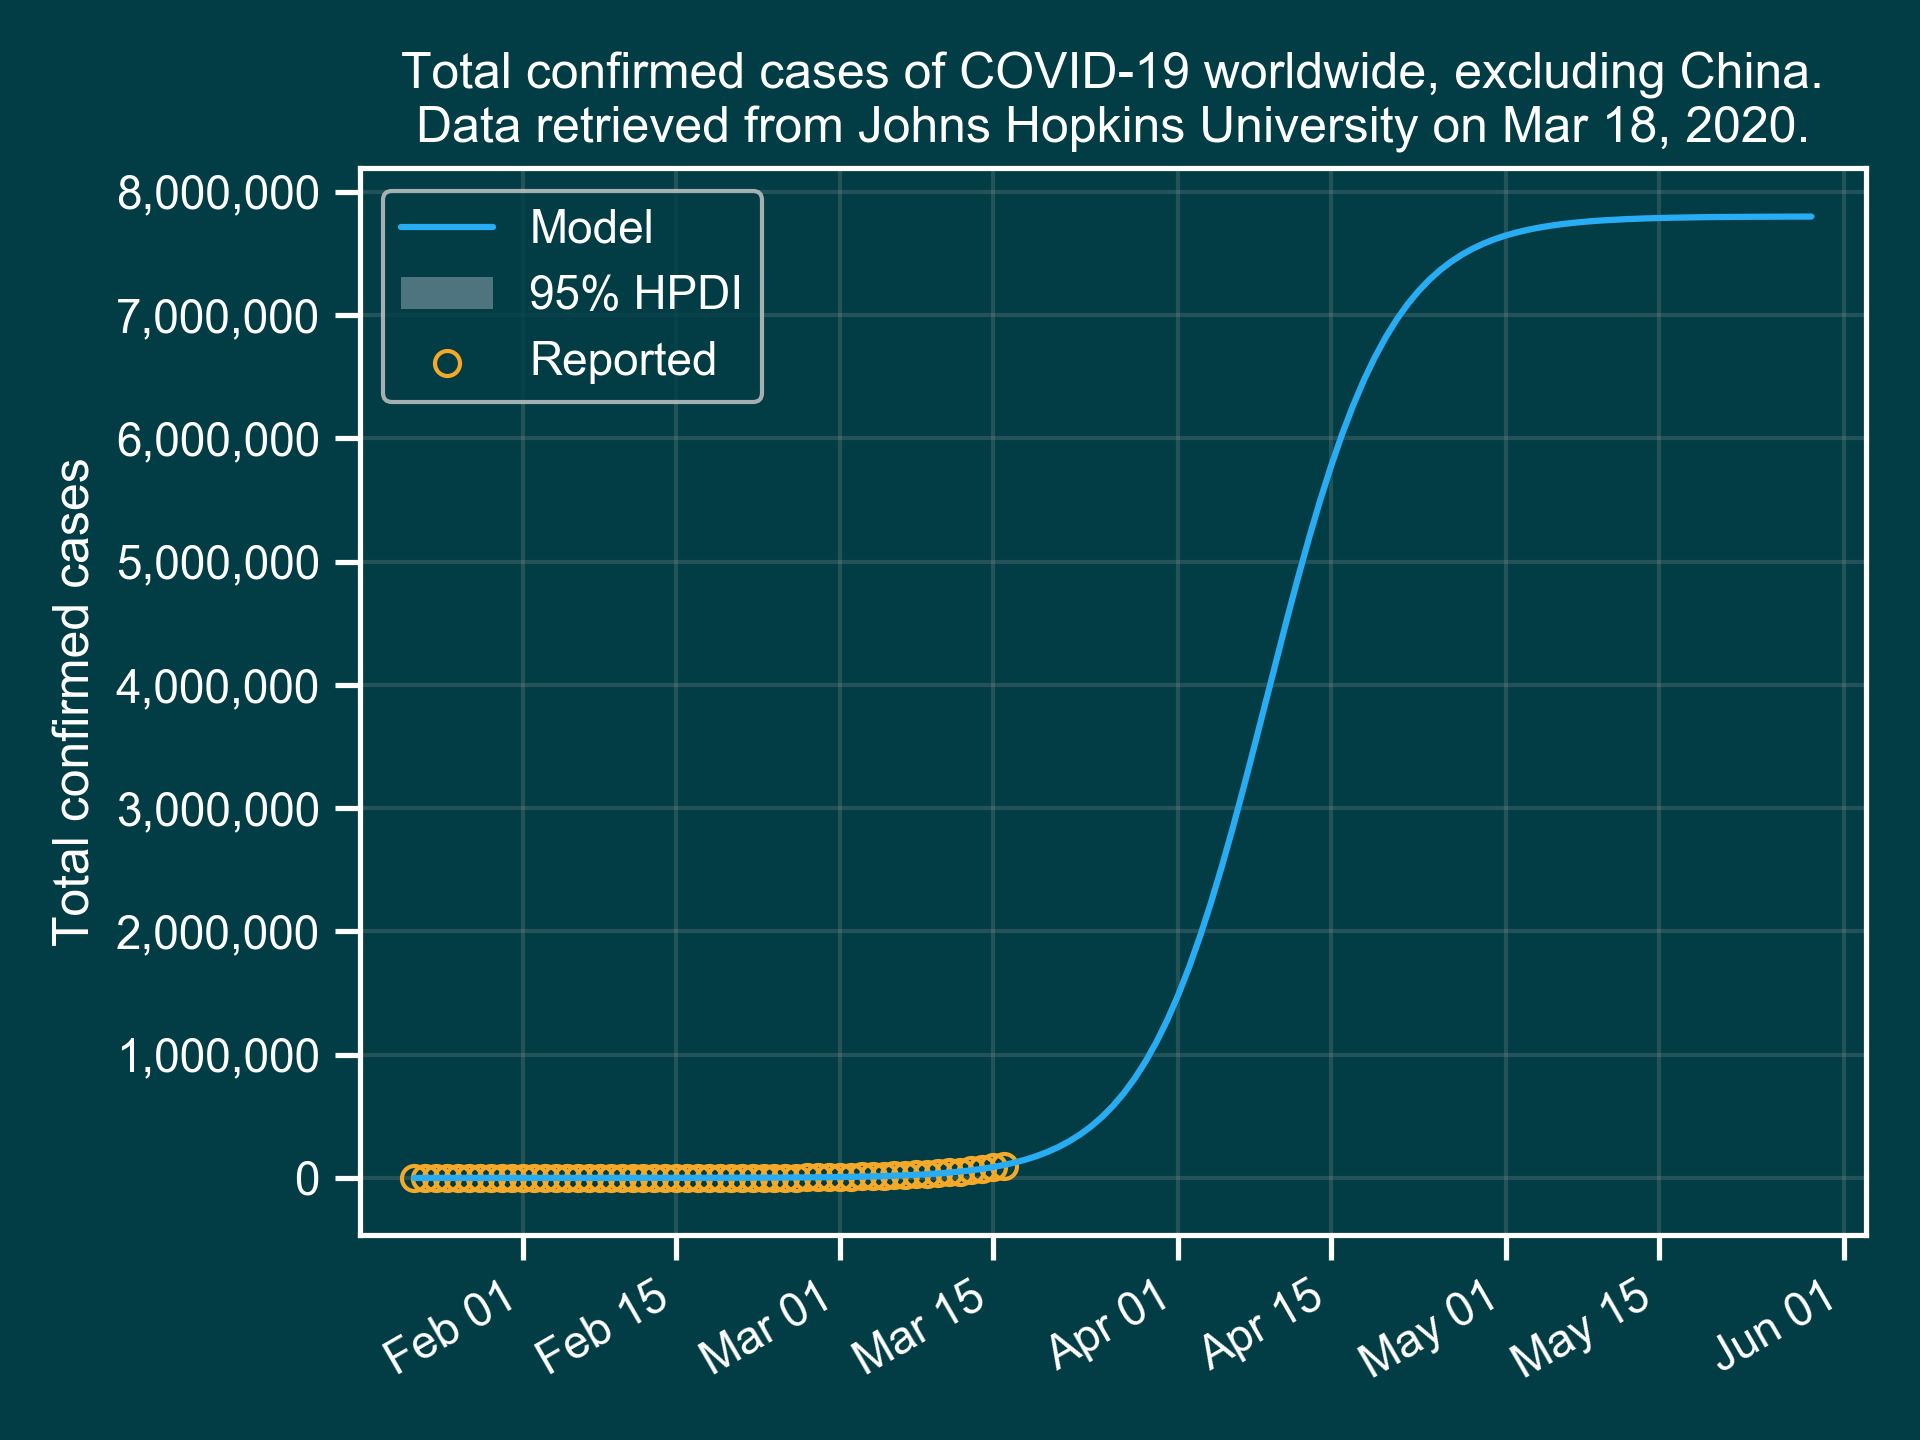 Total confirmed cases of COVID-19 worldwide, excluding China.
Data retrieved from Johns Hopkins University on Mar 18, 2020.
Model
95% HPDI
Reported
Total confirmed cases
8,000,000
7,000,000
6,000,000
5,000,000
4,000,000
3,000,000
2,000,000
1,000,000
0
Feb 01
Feb 15
Mar 01
Mar 15
Apr 01
Apr 15
May 01
May 15
Jun 01